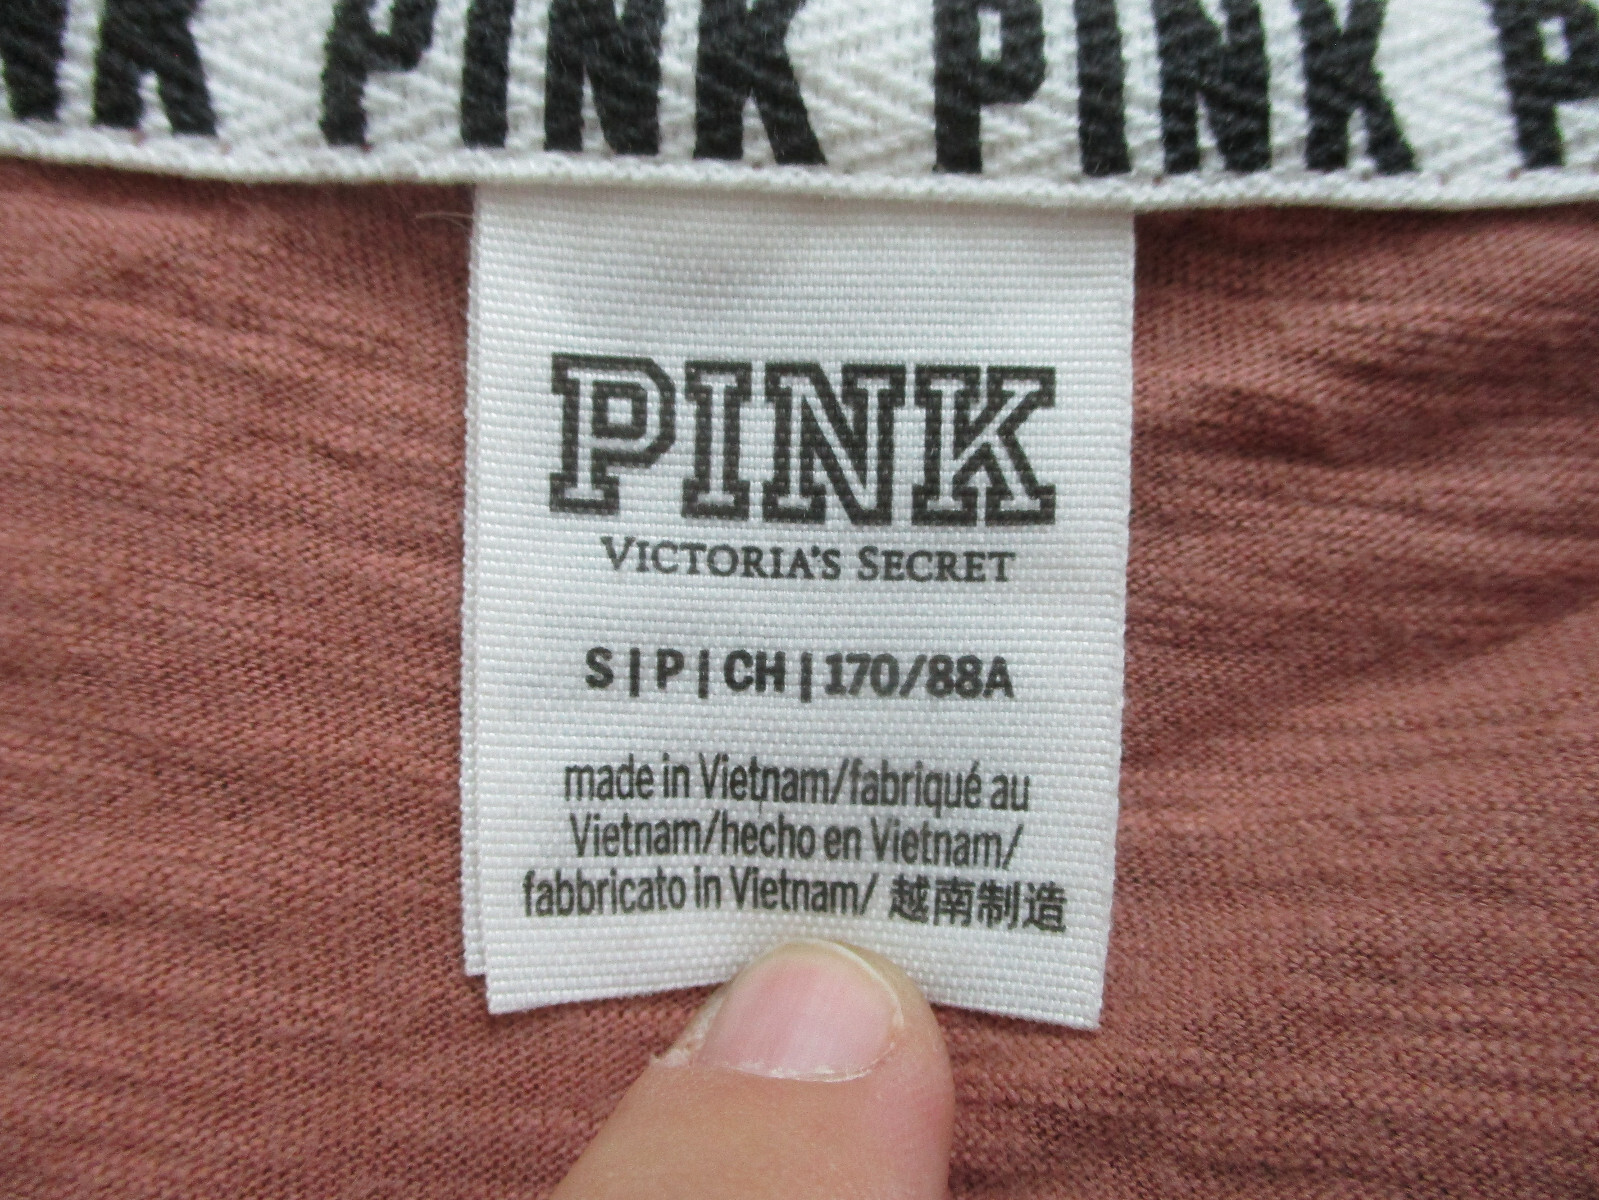 PINK PINK
PINK
VICTORIA'S SECRET
S | P | CH | 170/88A
made in Vietnam/fabriqué au
Vietnam/hecho en Vietnam/
fabbricato in Vietnam/ 越南制造